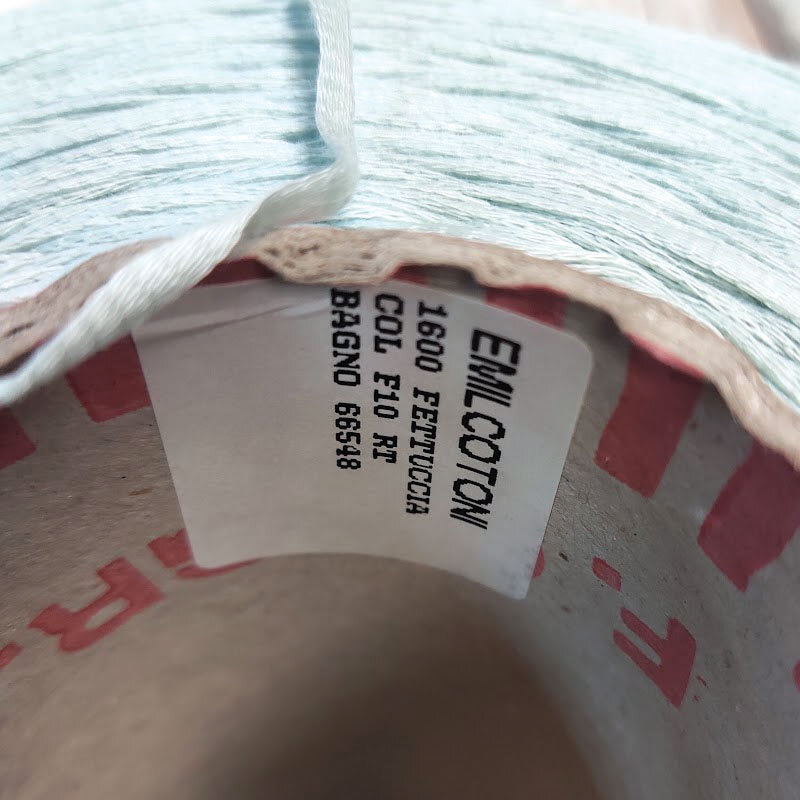 EMILCOTONI
1600 FETTUCCIA
COL F10 RT
BAGNO 66548